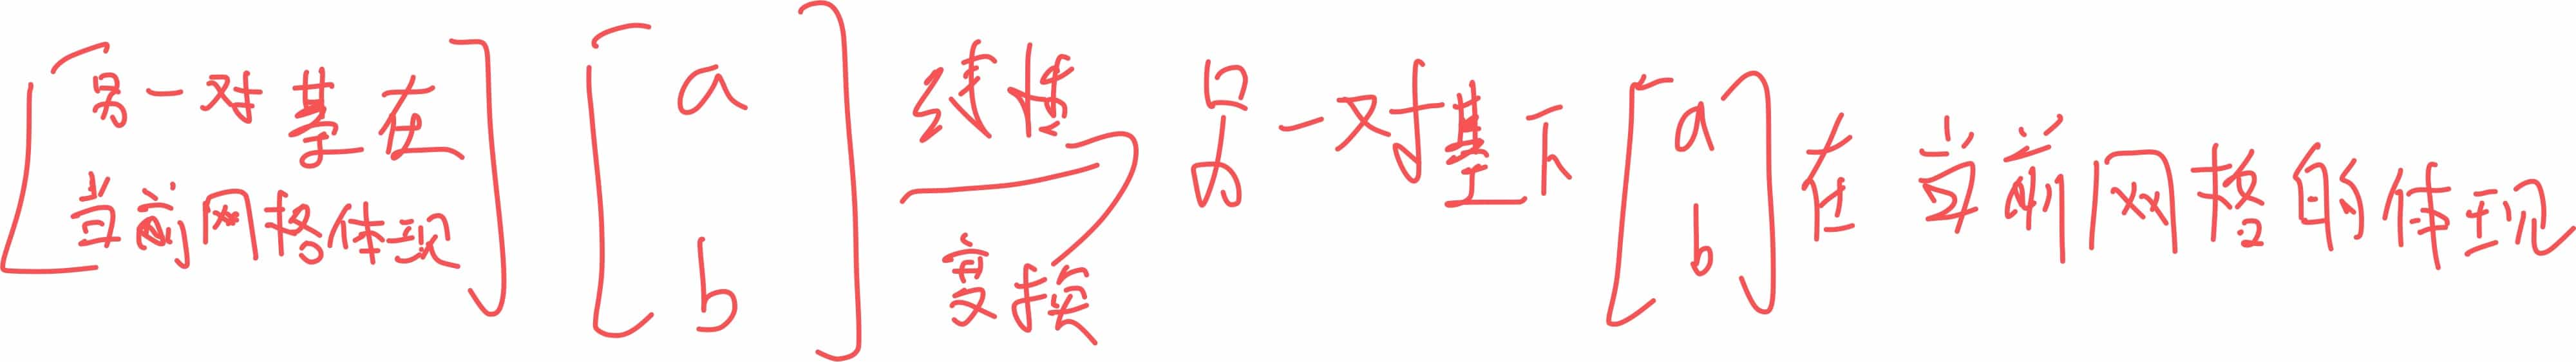 另一对基在
当前网格体现
a
b
线性
变换
另一对基下
a
b
在当前网格的体现